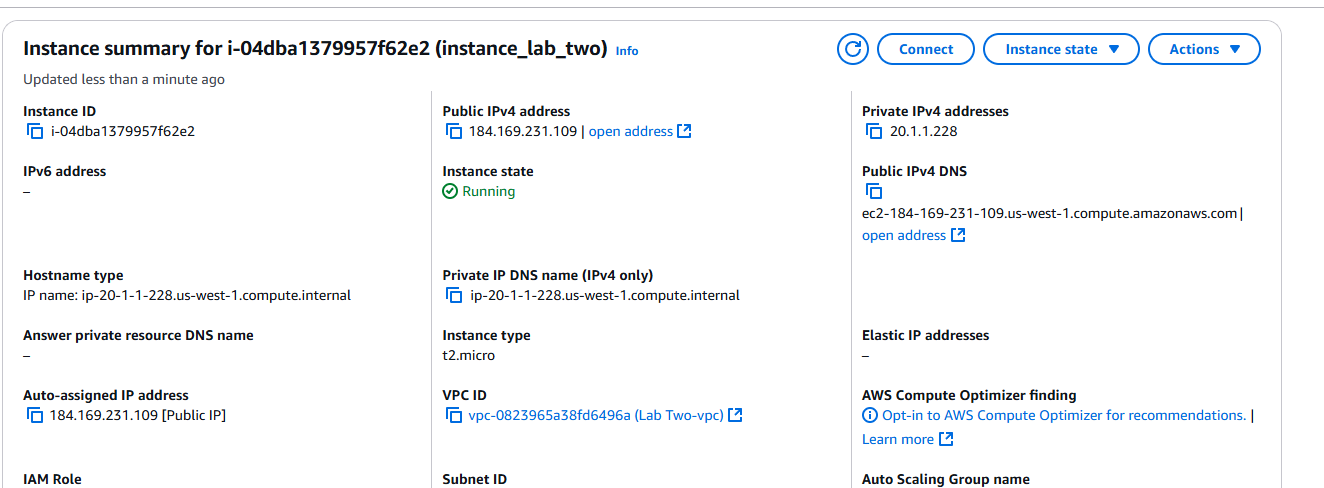 Instance summary for i-04dba1379957f62e2 (instance_lab_two) Info
Connect
Instance state
Actions
Updated less than a minute ago
Instance ID
i-04dba1379957f62e2
Public IPv4 address
184.169.231.109 | open address
Private IPv4 addresses
20.1.1.228
IPv6 address
–
Instance state
Running
Public IPv4 DNS
ec2-184-169-231-109.us-west-1.compute.amazonaws.com |
open address
Hostname type
IP name: ip-20-1-1-228.us-west-1.compute.internal
Private IP DNS name (IPv4 only)
ip-20-1-1-228.us-west-1.compute.internal
Answer private resource DNS name
–
Instance type
t2.micro
Elastic IP addresses
–
Auto-assigned IP address
184.169.231.109 [Public IP]
VPC ID
vpc-0823965a38fd6496a (Lab Two-vpc)
AWS Compute Optimizer finding
Opt-in to AWS Compute Optimizer for recommendations. |
Learn more
IAM Role
Subnet ID
Auto Scaling Group name